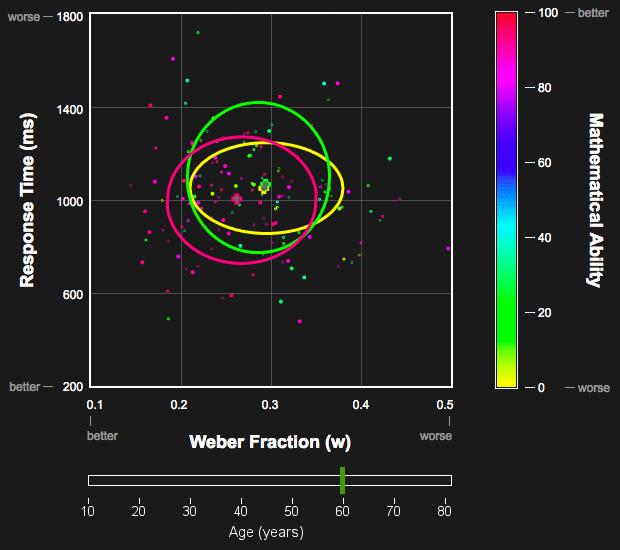 worse
1800
1400
1000
600
better
200
Response Time (ms)
0.1 0.2 0.3 0.4 0.5
better
worse
Weber Fraction (w)
10 20 30 40 50 60 70 80
Age (years)
100
better
80
60
40
20
0
worse
Mathematical Ability